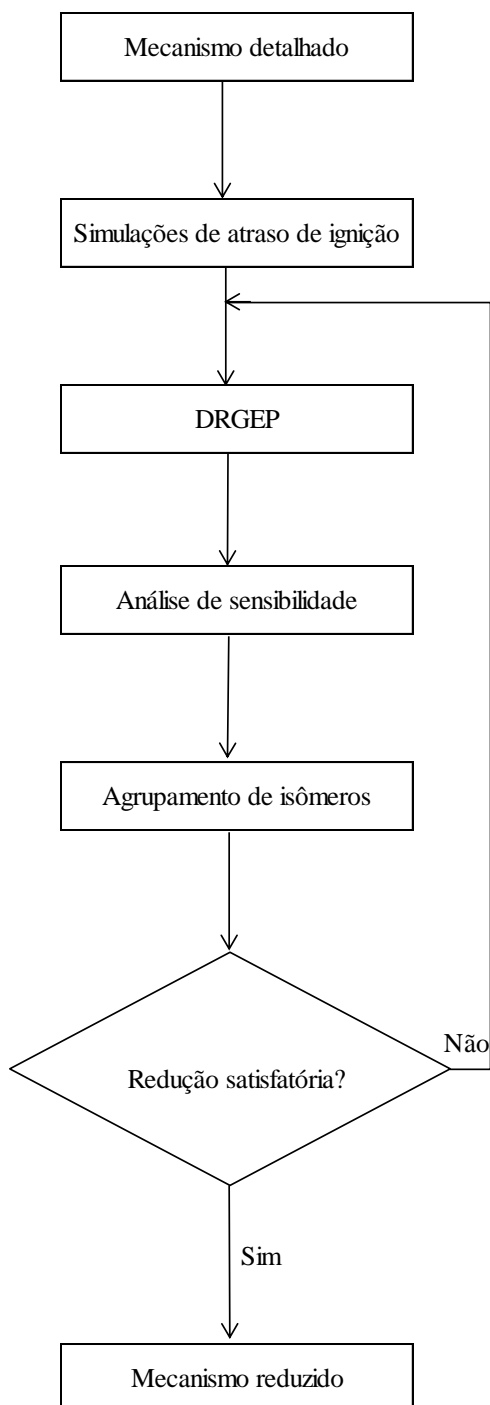 Mecanismo detalhado
Simulações de atraso de ignição
DRGEP
Análise de sensibilidade
Agrupamento de isômeros
Redução satisfatória?
Não
Sim
Mecanismo reduzido